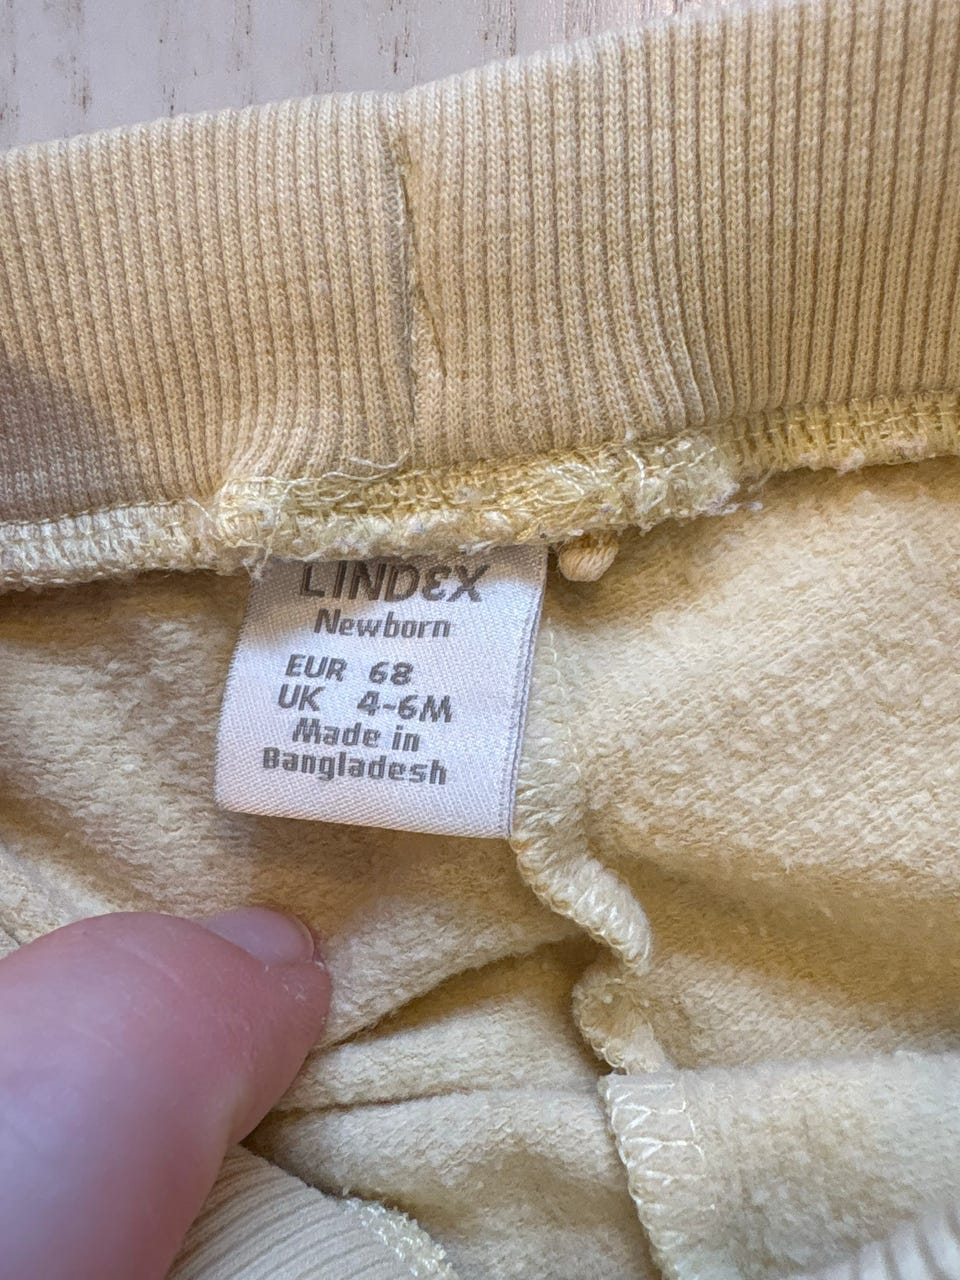 LINDEX
Newborn
EUR 68
UK 4-6M
Made in
Bangladesh